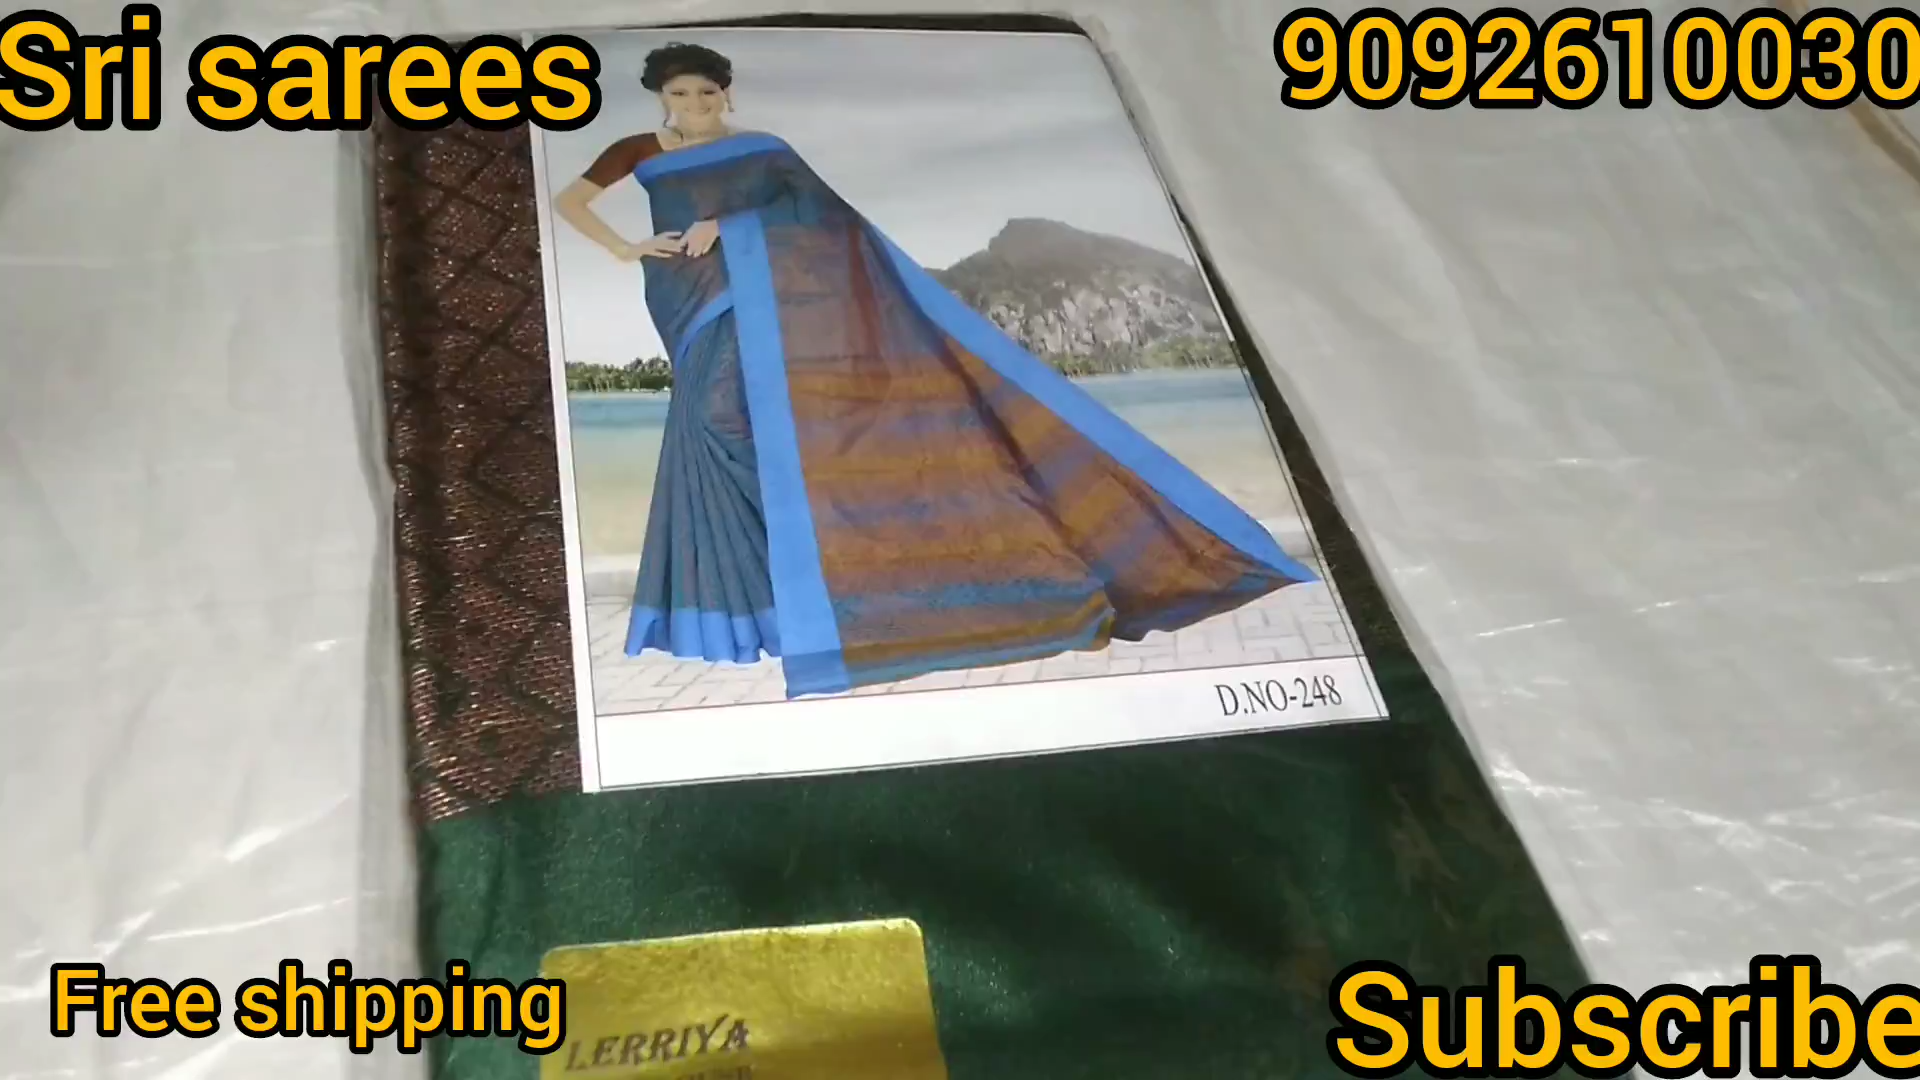 Sri sarees
9092610030
D.NO-248
Free shipping
LERRIYA
Subscribe